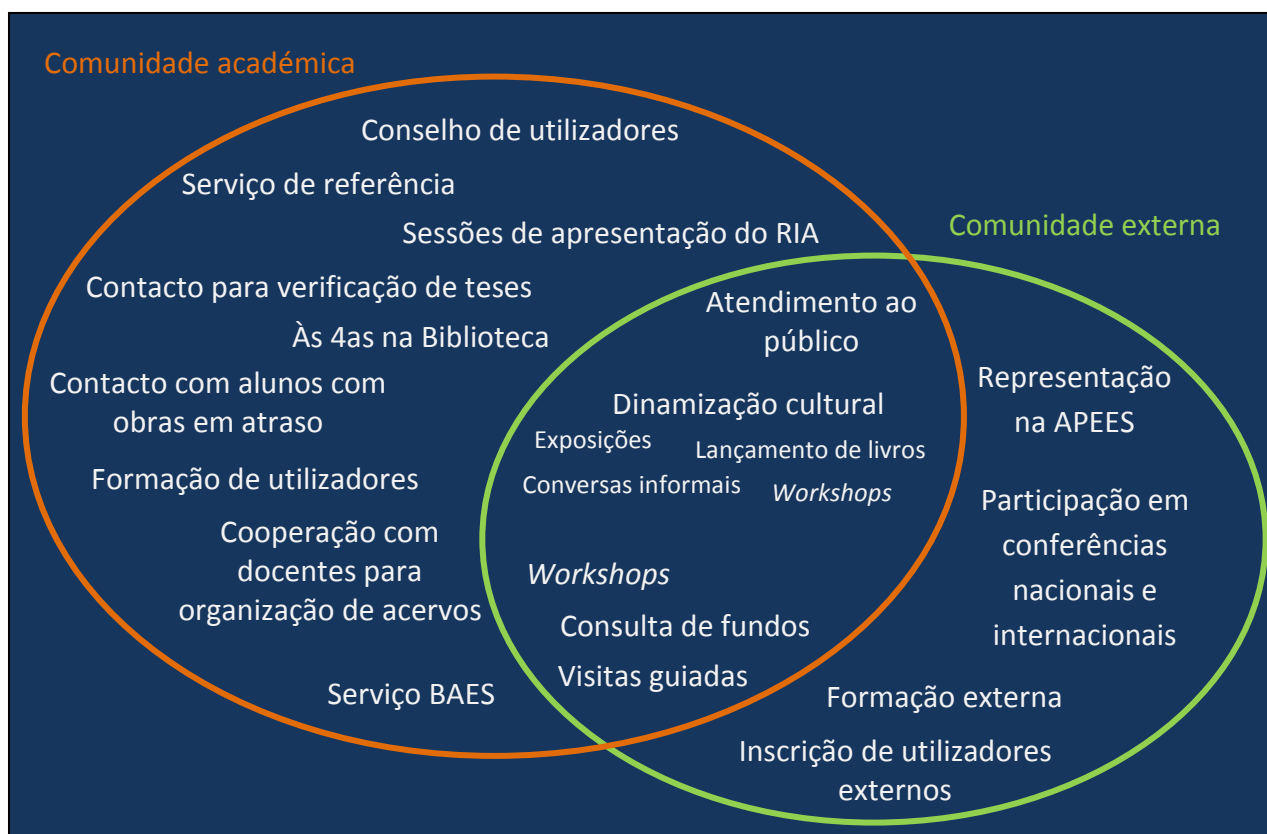 Comunidade académica
Conselho de utilizadores
Serviço de referência
Sessões de apresentação do RIA
Contacto para verificação de teses
Às 4as na Biblioteca
Contacto com alunos com
obras em atraso
Formação de utilizadores
Cooperação com
docentes para
organização de acervos
Serviço BAES
Atendimento ao
público
Dinamização cultural
Exposições
Lançamento de livros
Conversas informais
Workshops
Workshops
Consulta de fundos
Visitas guiadas
Comunidade externa
Representação
na APEES
Participação em
conferências
nacionais e
internacionais
Formação externa
Inscrição de utilizadores
externos